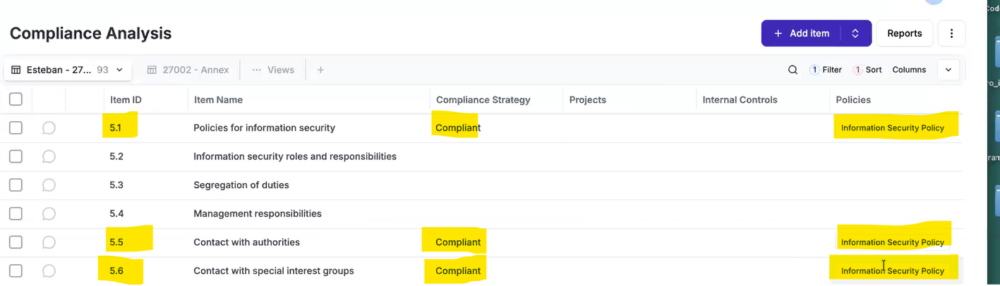 Compliance Analysis
+ Add item
Reports
Esteban - 27... 93
27002 - Annex
Views
1 Filter
1 Sort
Columns
Item ID Item Name Compliance Strategy Projects Internal Controls Policies
5.1 Policies for information security Compliant Information Security Policy
5.2 Information security roles and responsibilities
5.3 Segregation of duties
5.4 Management responsibilities
5.5 Contact with authorities Compliant Information Security Policy
5.6 Contact with special interest groups Compliant Information Security Policy